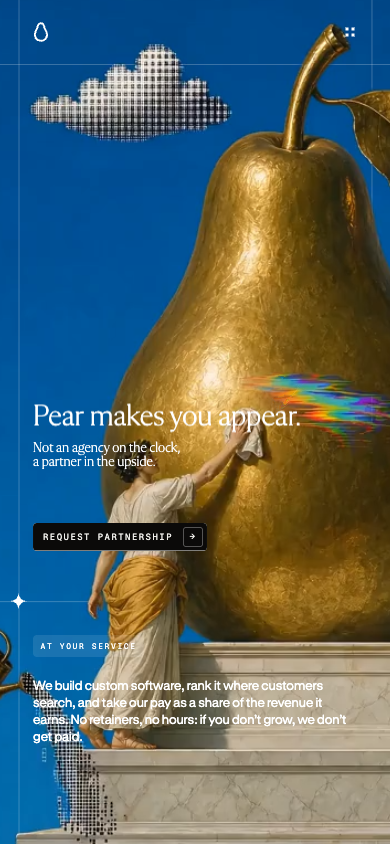 Pear makes you appear.
Not an agency on the clock,
a partner in the upside.
REQUEST PARTNERSHIP
AT YOUR SERVICE
We build custom software, rank it where customers
search, and take our pay as a share of the revenue it
earns. No retainers, no hours: if you don't grow, we don't
get paid.